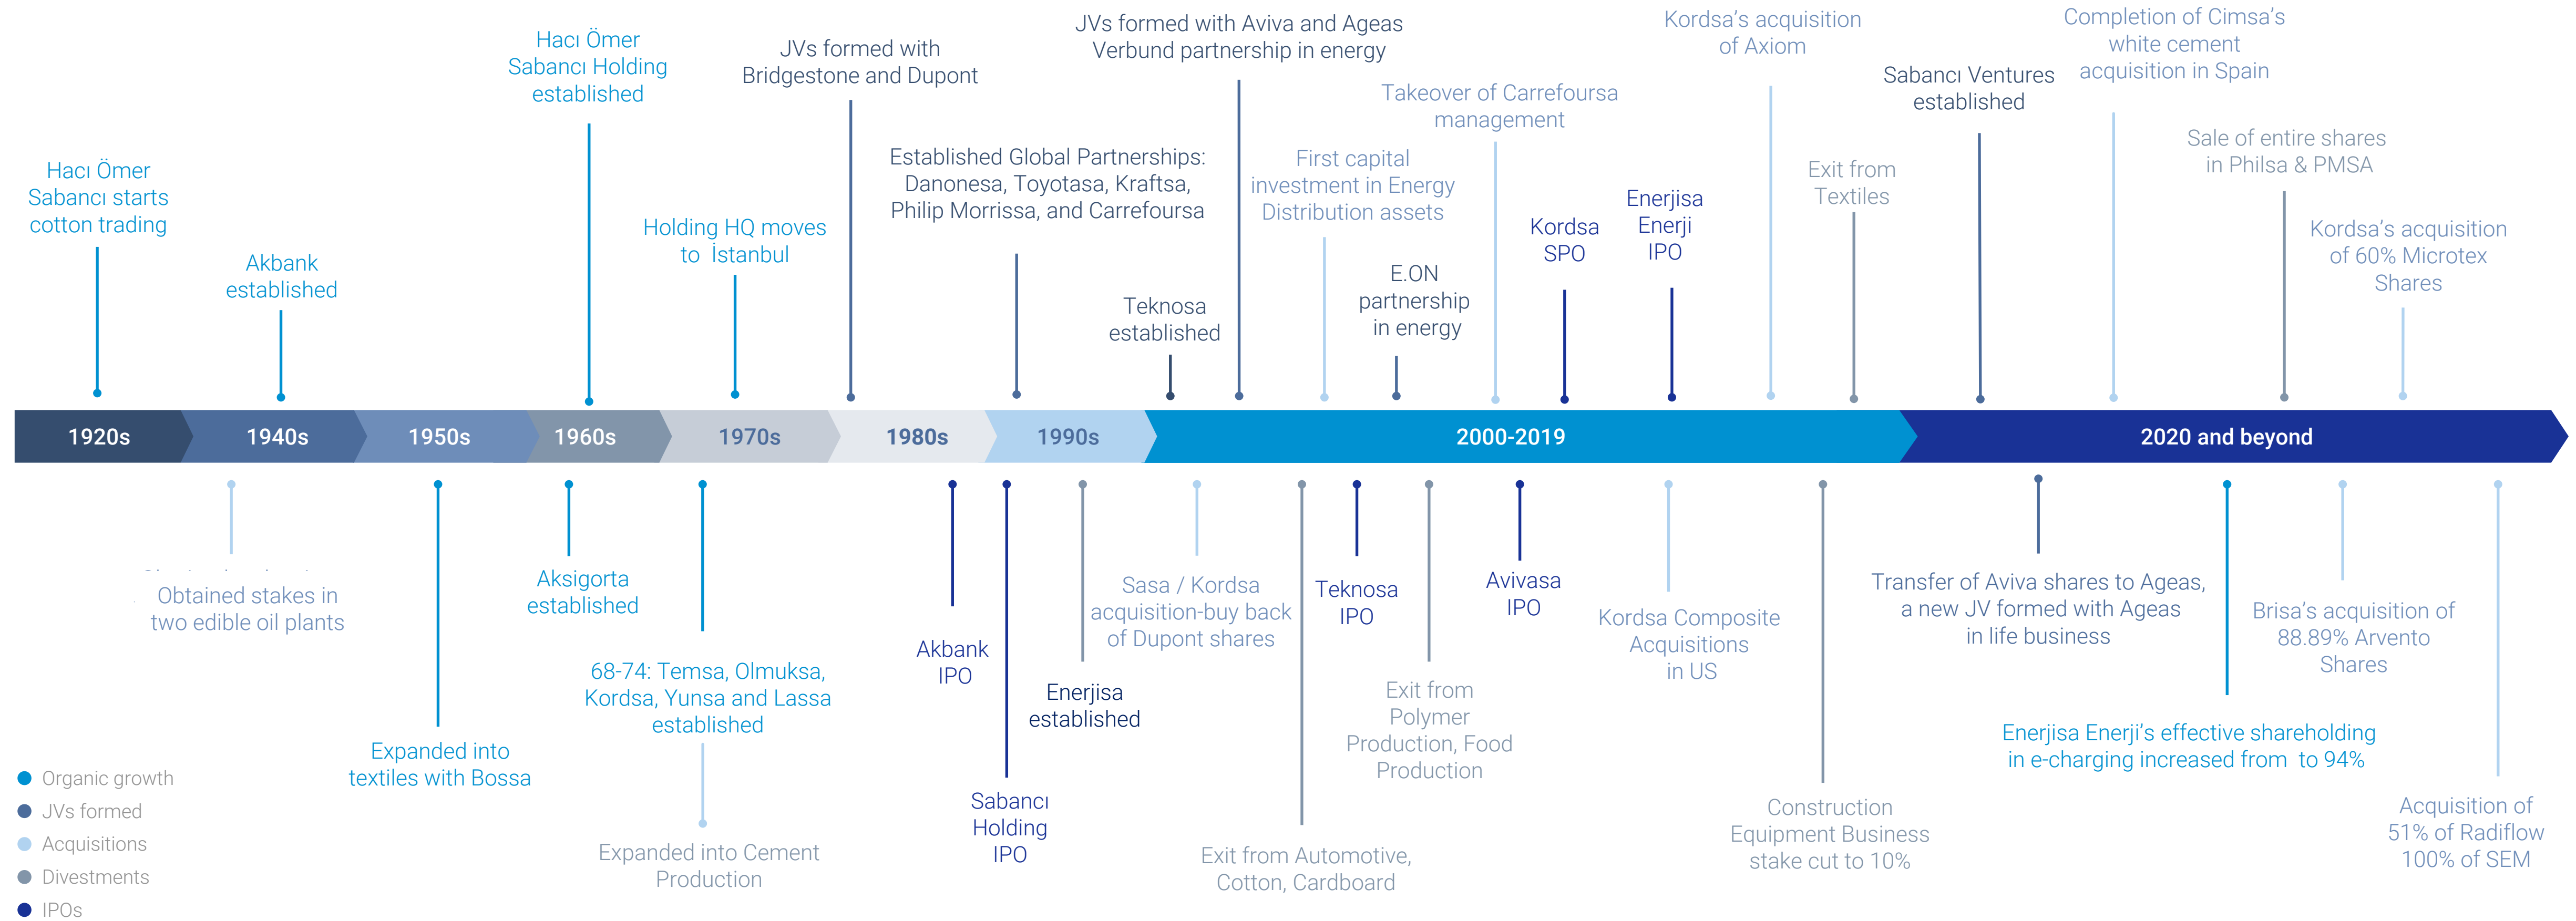 Hacı Ömer
Sabancı starts
cotton trading
Akbank
established
Hacı Ömer
Sabancı Holding
established
Holding HQ moves
to İstanbul
JVs formed with
Bridgestone and Dupont
Established Global Partnerships:
Danonesa, Toyotasa, Kraftsa,
Philip Morrissa, and Carrefoursa
JVs formed with Aviva and Ageas
Verbund partnership in energy
Teknosa
established
First capital
investment in Energy
Distribution assets
E.ON
partnership
in energy
Takeover of Carrefoursa
management
Kordsa
SPO
Enerjisa
Enerji
IPO
Kordsa’s acquisition
of Axiom
Exit from
Textiles
Sabancı Ventures
established
Completion of Cimsa’s
white cement
acquisition in Spain
Sale of entire shares
in Philsa & PMSA
Kordsa’s acquisition
of 60% Microtex
Shares
1920s
1940s
1950s
1960s
1970s
1980s
1990s
2000-2019
2020 and beyond
Obtained stakes in
two edible oil plants
Expanded into
textiles with Bossa
Aksigorta
established
68-74: Temsa, Olmuksa,
Kordsa, Yunsa and Lassa
established
Expanded into Cement
Production
Akbank
IPO
Sabancı
Holding
IPO
Enerjisa
established
Sasa / Kordsa
acquisition-buy back
of Dupont shares
Exit from Automotive,
Cotton, Cardboard
Teknosa
IPO
Exit from
Polymer
Production, Food
Production
Avivasa
IPO
Kordsa Composite
Acquisitions
in US
Construction
Equipment Business
stake cut to 10%
Transfer of Aviva shares to Ageas,
a new JV formed with Ageas
in life business
Enerjisa Enerji’s effective shareholding
in e-charging increased from to 94%
Brisa’s acquisition of
88.89% Arvento
Shares
Acquisition of
51% of Radiflow
100% of SEM
Organic growth
JVs formed
Acquisitions
Divestments
IPOs